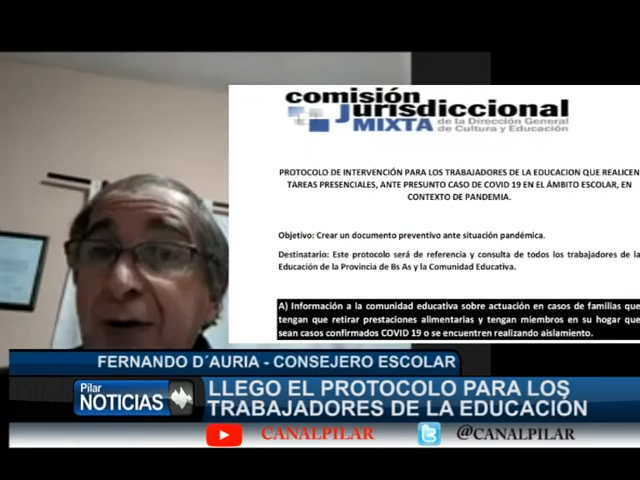 comisión
Jurisdiccional
MIXTA de la Dirección General
de Cultura y Educación
PROTOCOLO DE INTERVENCIÓN PARA LOS TRABAJADORES DE LA EDUCACION QUE REALICEN
TAREAS PRESENCIALES, ANTE PRESUNTO CASO DE COVID 19 EN EL ÁMBITO ESCOLAR, EN
CONTEXTO DE PANDEMIA.
Objetivo: Crear un documento preventivo ante situación pandémica.
Destinatario: Este protocolo será de referencia y consulta de todos los trabajadores de la
Educación de la Provincia de Bs As y la Comunidad Educativa.
A) Información a la comunidad educativa sobre actuación en casos de familias que
tengan que retirar prestaciones alimentarias y tengan miembros en su hogar que
sean casos confirmados COVID 19 o se encuentren realizando aislamiento.
FERNANDO D´AURIA - CONSEJERO ESCOLAR
Pilar
NOTICIAS
LLEGO EL PROTOCOLO PARA LOS
TRABAJADORES DE LA EDUCACIÓN
CANALPILAR
@CANALPILAR